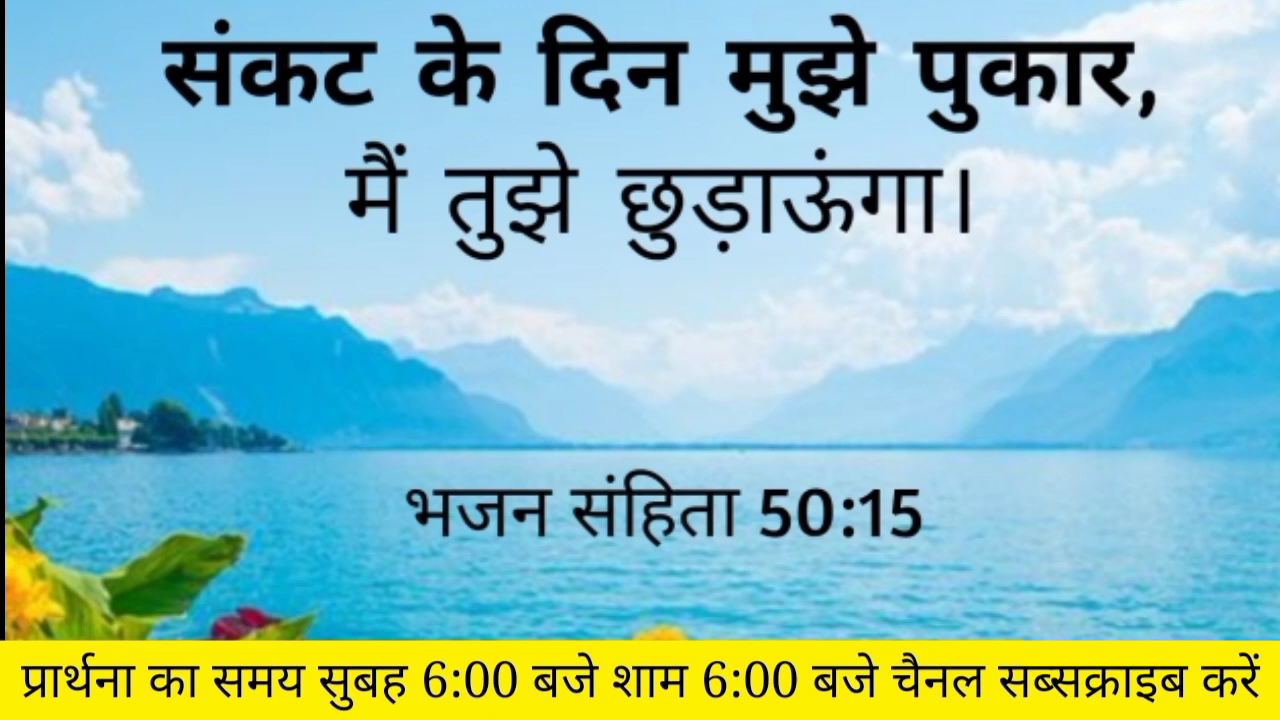 संकट के दिन मुझे पुकार,
मैं तुझे छुड़ाऊंगा।
भजन संहिता 50:15
प्रार्थना का समय सुबह 6:00 बजे शाम 6:00 बजे चैनल सब्सक्राइब करें